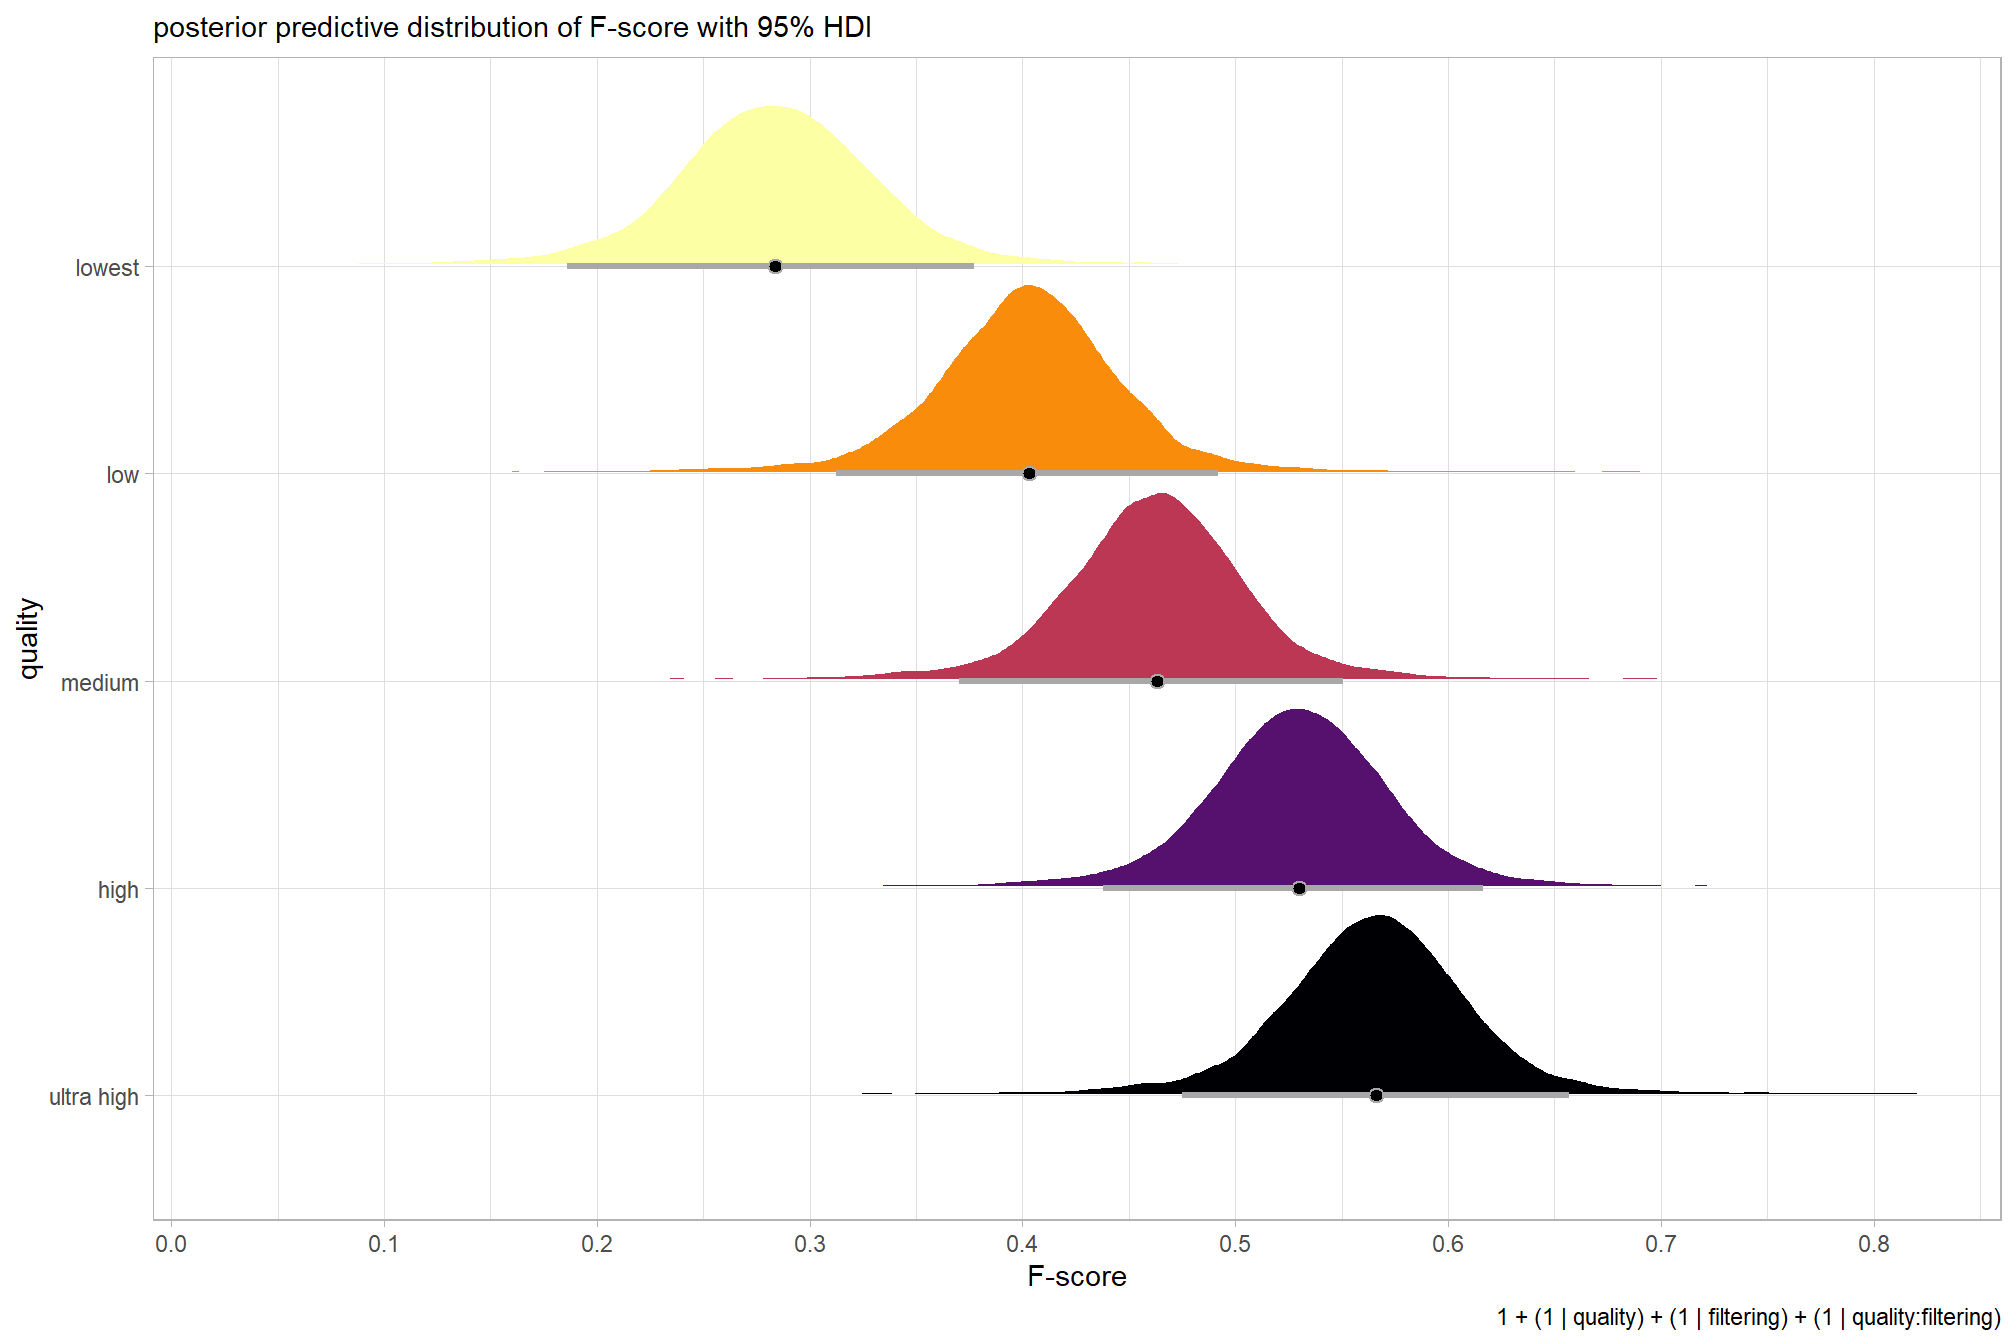 posterior predictive distribution of F-score with 95% HDI
quality
lowest
low
medium
high
ultra high
0.0 0.1 0.2 0.3 0.4 0.5 0.6 0.7 0.8
F-score
1 + (1 | quality) + (1 | filtering) + (1 | quality:filtering)